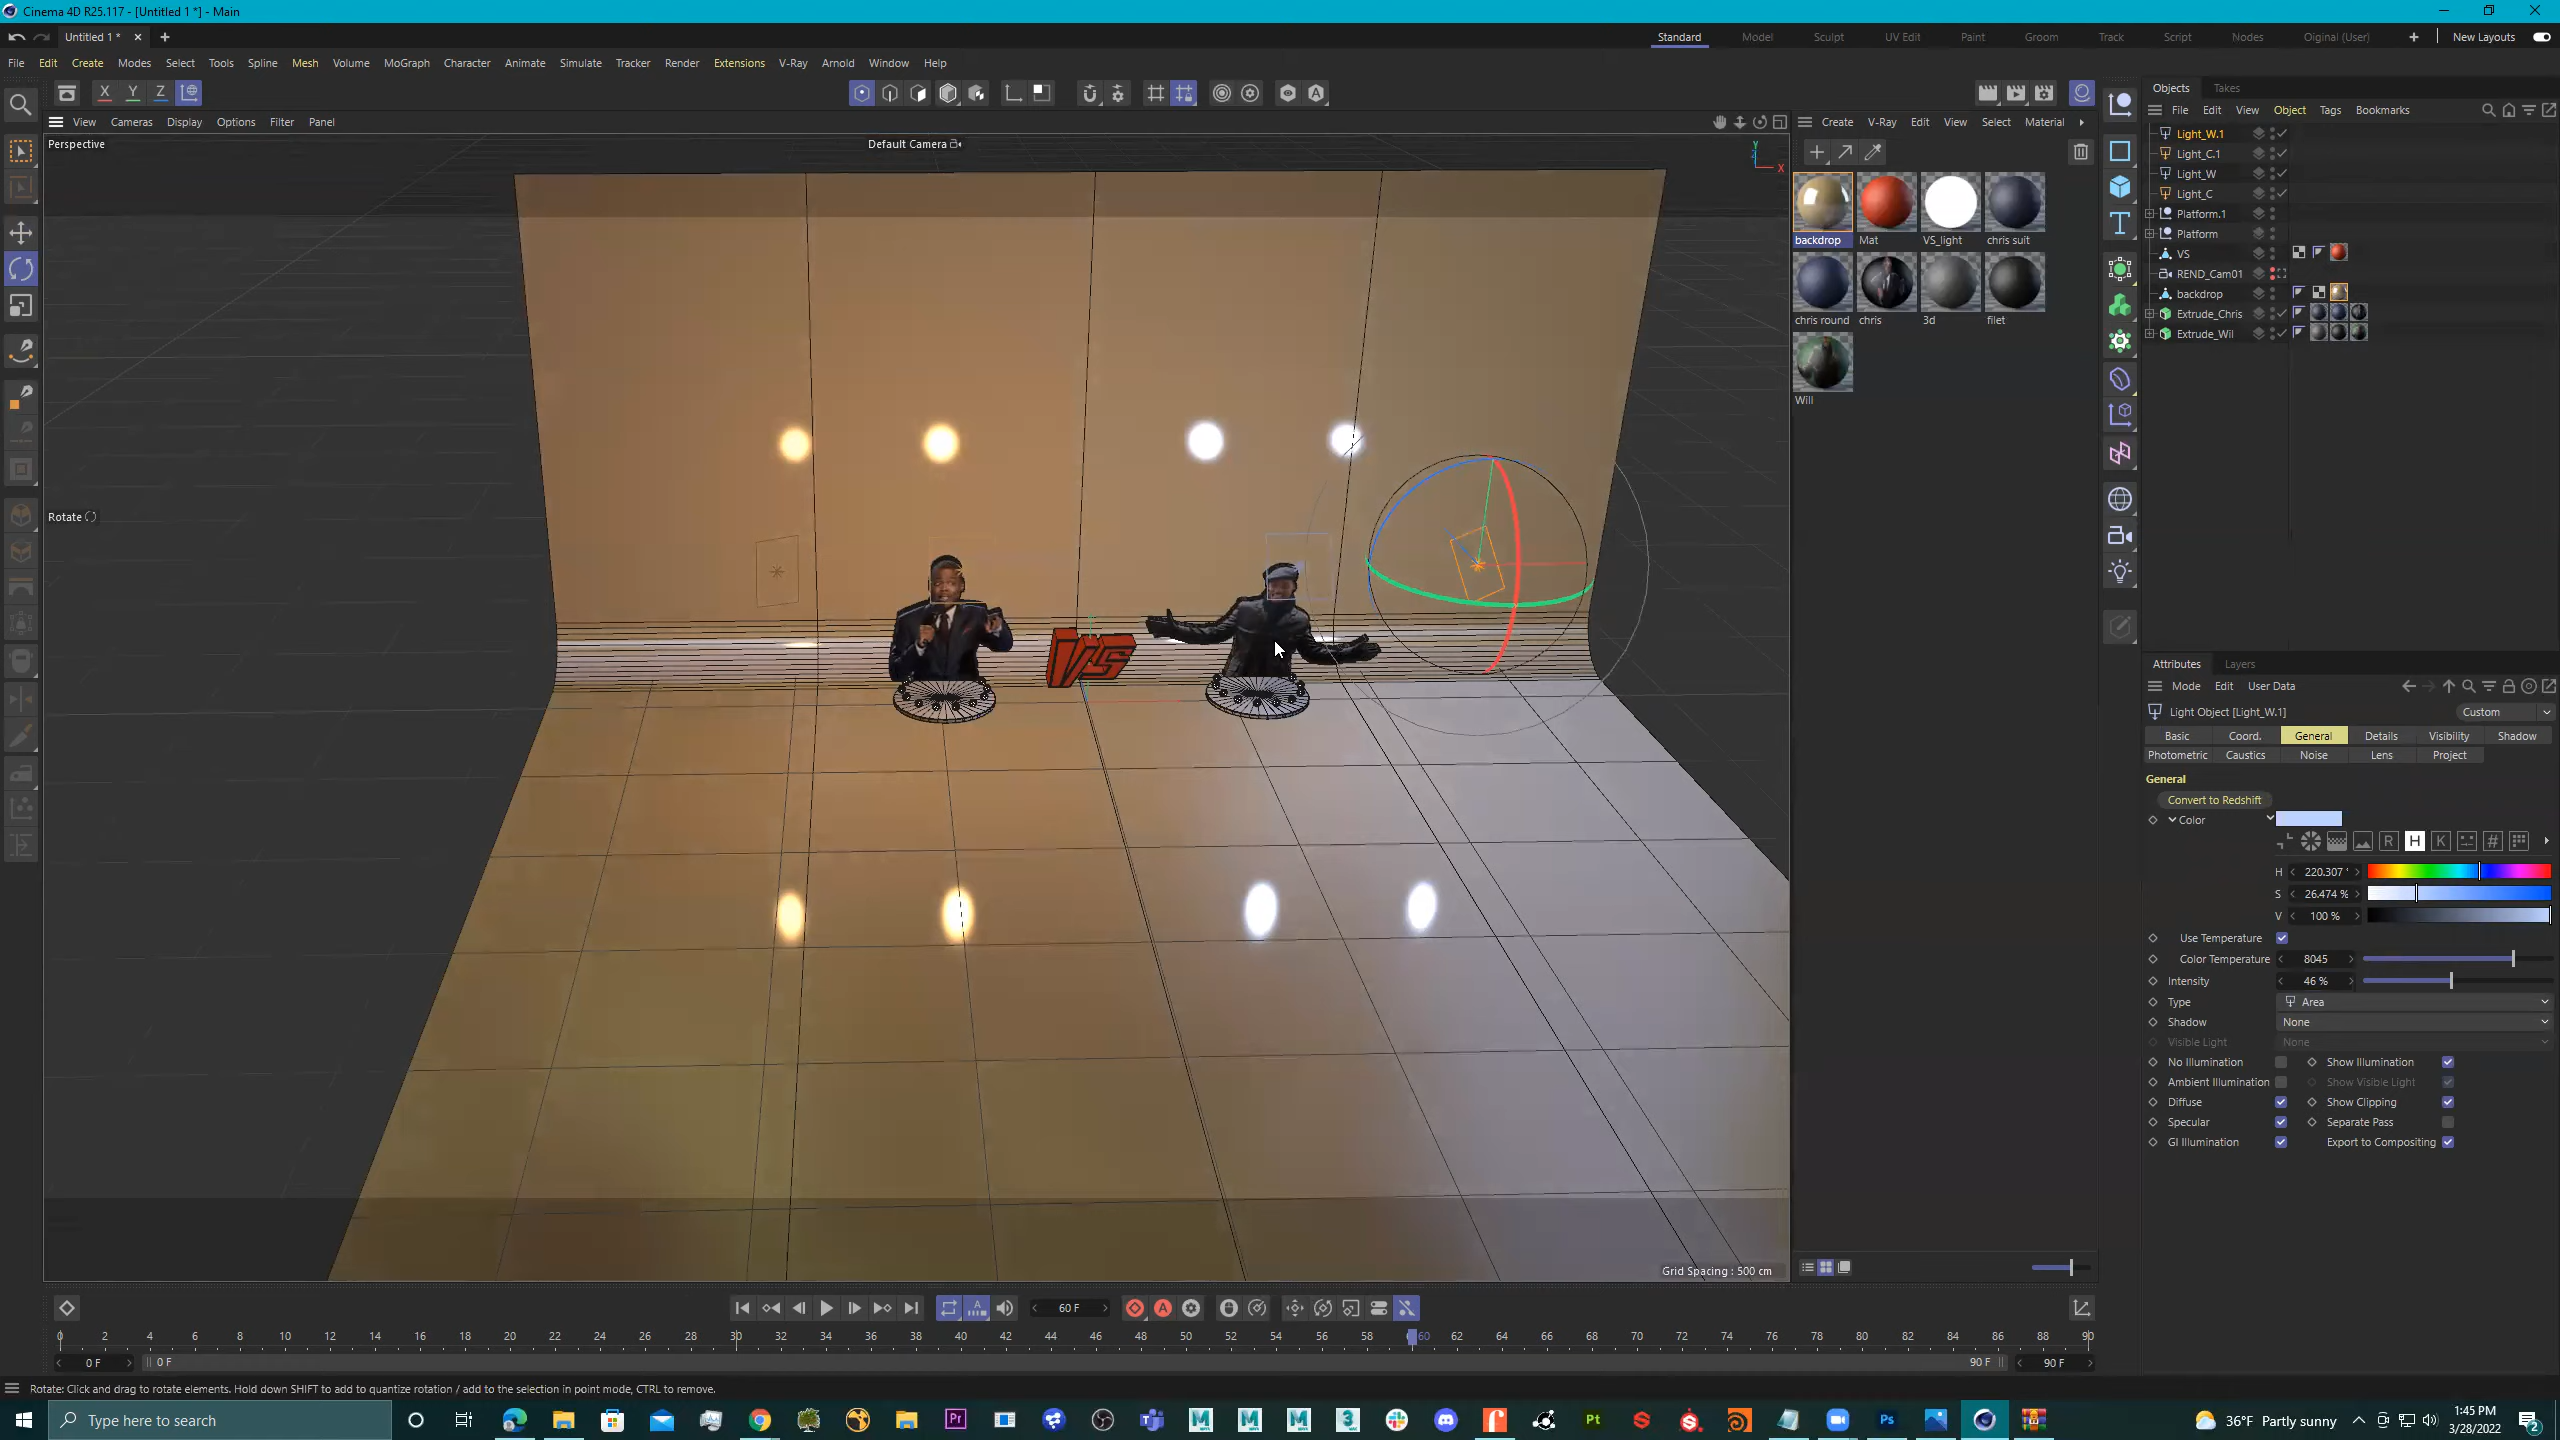 Cinema 4D R25.117 - [Untitled 1 *] - Main
Untitled 1 *
Standard Model Sculpt UV Edit Paint Groom Track Script Nodes Oiginal (User) New Layouts
File Edit Create Modes Select Tools Spline Mesh Volume MoGraph Character Animate Simulate Tracker Render Extensions V-Ray Arnold Window Help
X Y Z
View Cameras Display Options Filter Panel
Perspective
Default Camera
Y
Z
X
Rotate
VS
Grid Spacing : 500 cm
Create V-Ray Edit View Select Material
backdrop Mat VS_light chris suit
chris round chris 3d filet
Will
Objects Takes
File Edit View Object Tags Bookmarks
Light_W.1
Light_C.1
Light_W
Light_C
Platform.1
Platform
VS
REND_Cam01
backdrop
Extrude_Chris
Extrude_Wil
Attributes Layers
Mode Edit User Data
Light Object [Light_W.1]
Custom
Basic Coord. General Details Visibility Shadow
Photometric Caustics Noise Lens Project
General
Convert to Redshift
Color
R H K #
H 220.307 °
S 26.474 %
V 100 %
Use Temperature
Color Temperature 8045
Intensity 46 %
Type Area
Shadow None
Visible Light None
No Illumination Show Illumination
Ambient Illumination Show Visible Light
Diffuse Show Clipping
Specular Separate Pass
GI Illumination Export to Compositing
60 F
0 2 4 6 8 10 12 14 16 18 20 22 24 26 28 30 32 34 36 38 40 42 44 46 48 50 52 54 56 58 60 62 64 66 68 70 72 74 76 78 80 82 84 86 88 90
0 F 0 F 90 F 90 F
Rotate: Click and drag to rotate elements. Hold down SHIFT to add to quantize rotation / add to the selection in point mode, CTRL to remove.
Type here to search
Pr
Pt
Ps
36°F Partly sunny
1:45 PM
3/28/2022
2